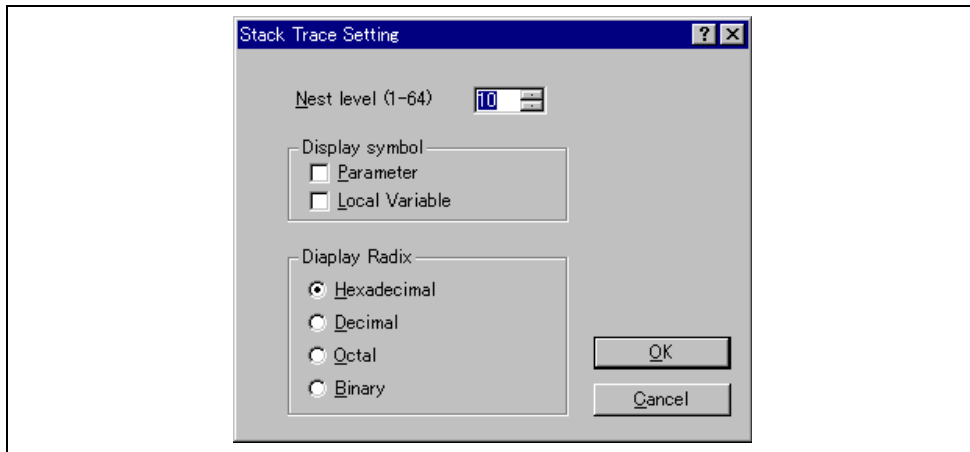 Stack Trace Setting
Nest level (1-64) 10
Display symbol
Parameter
Local Variable
Diaplay Radix
Hexadecimal
Decimal
Octal
Binary
OK
Cancel